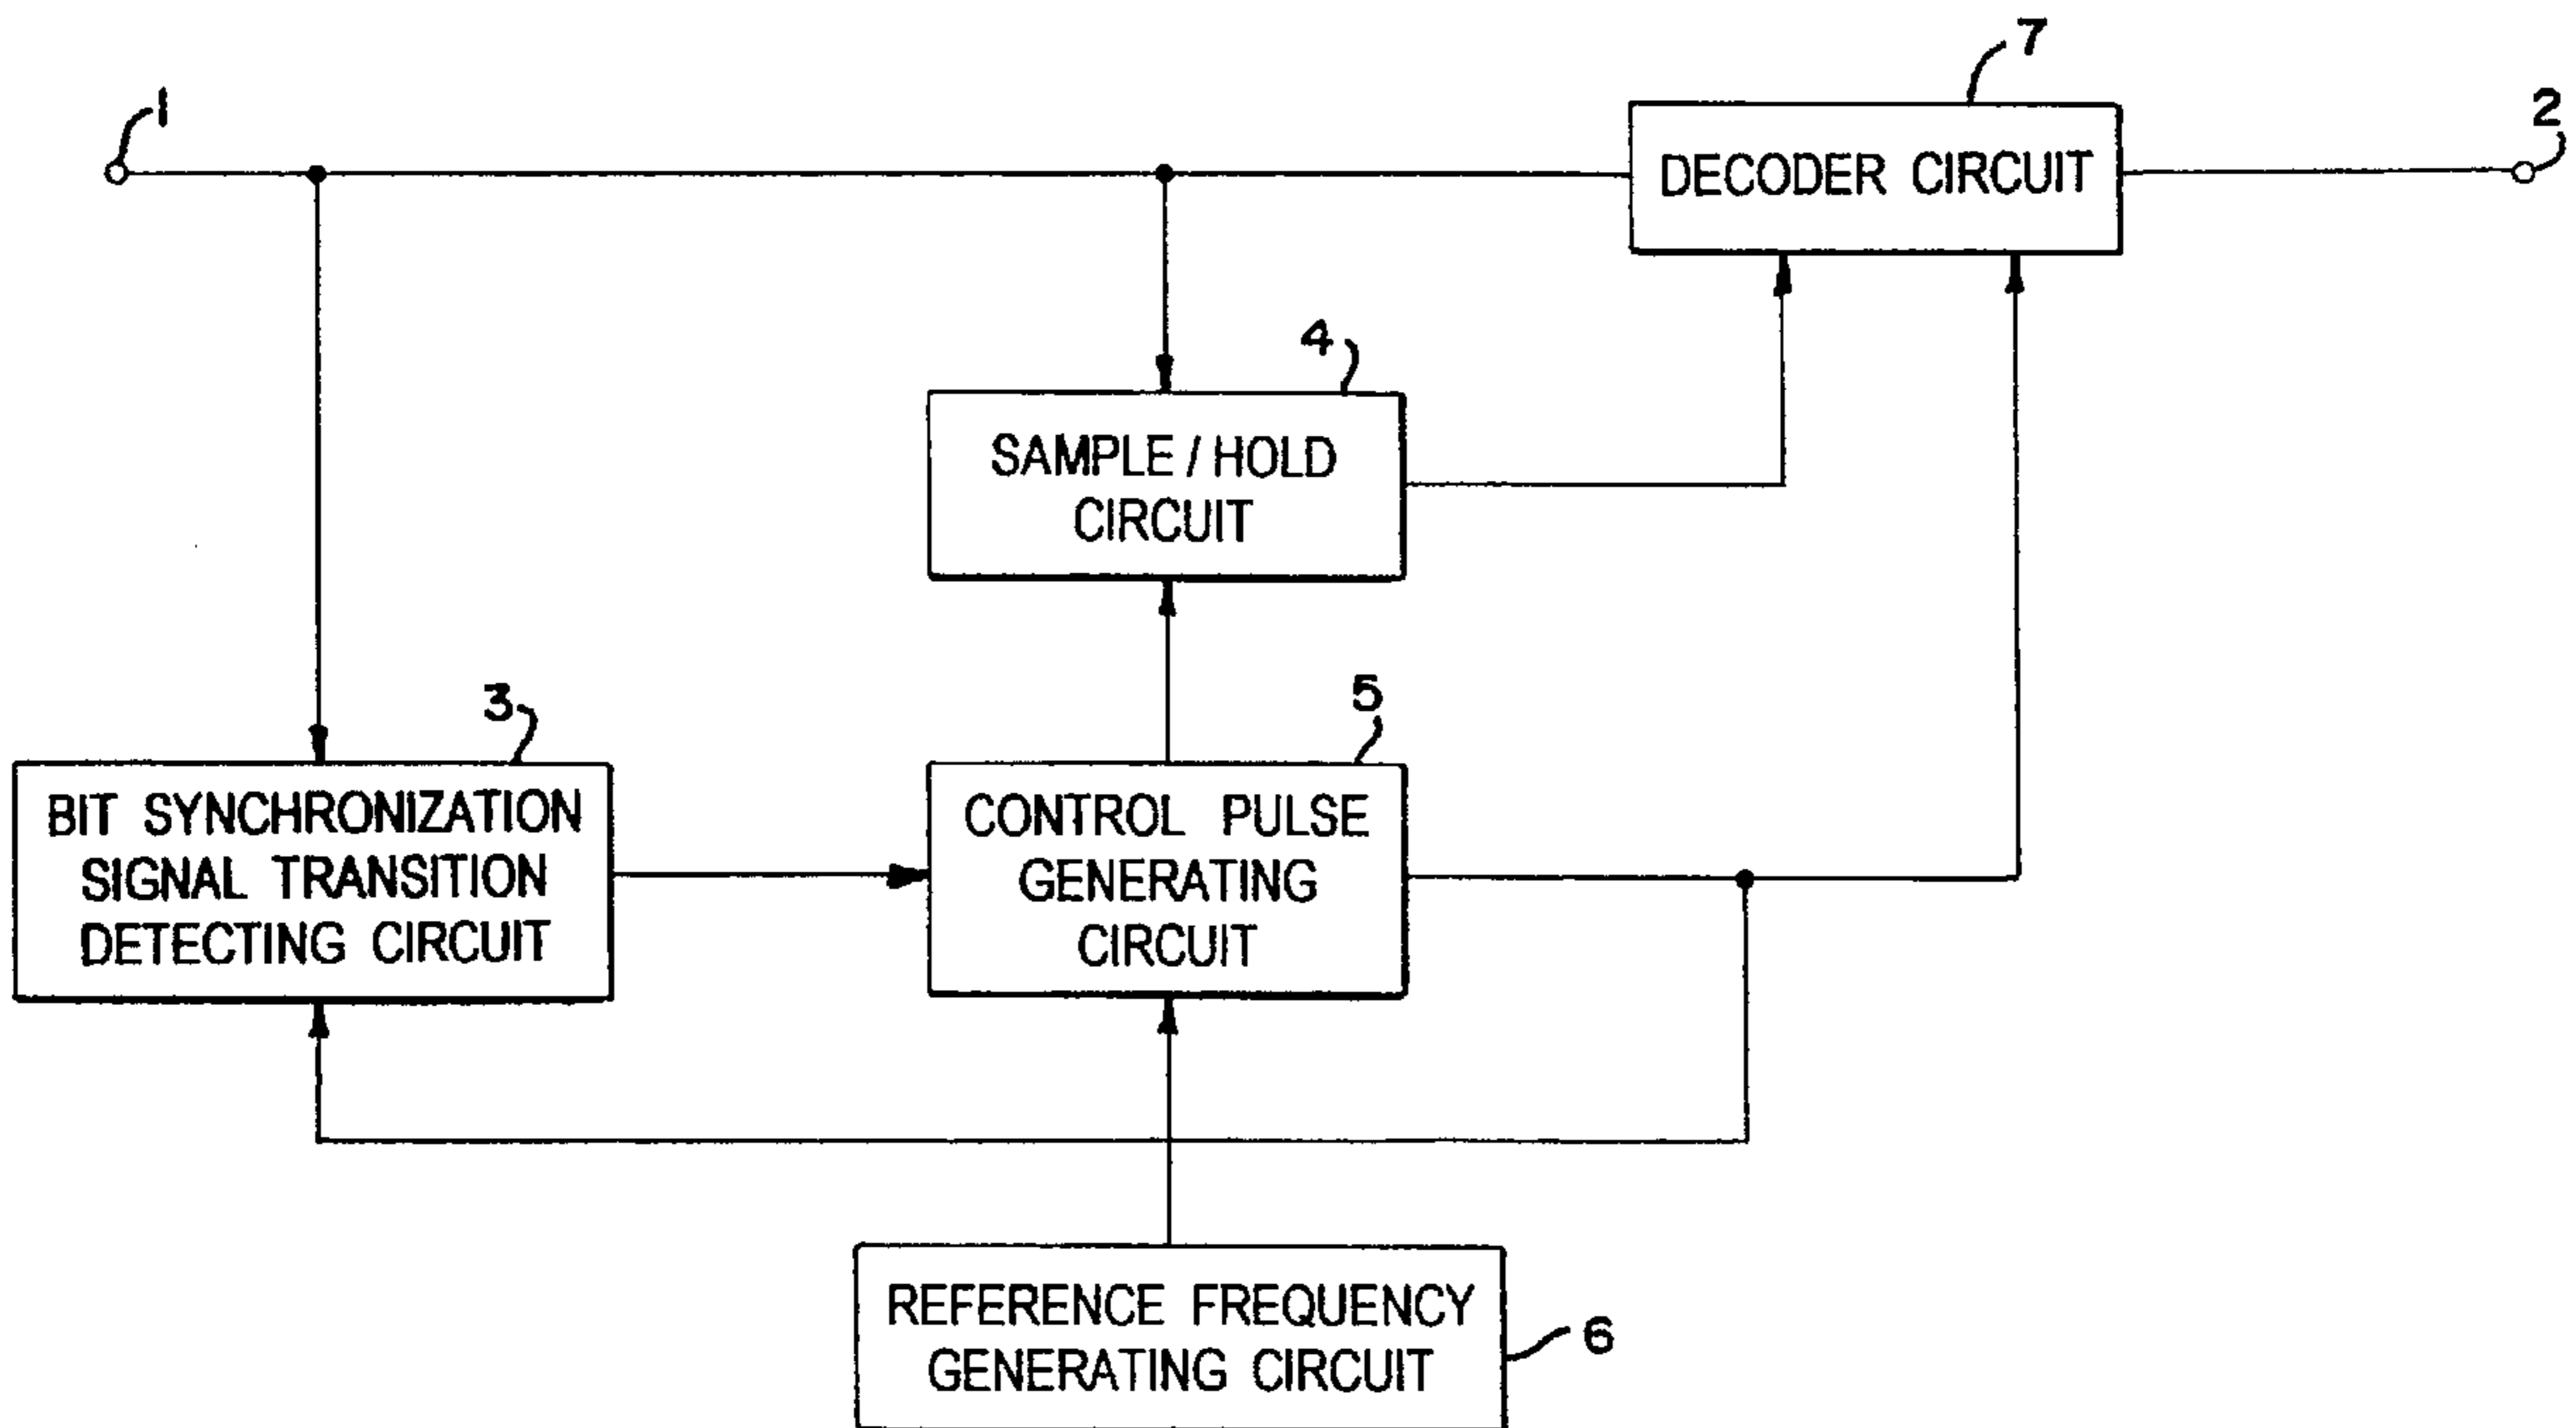 7
1
2
DECODER CIRCUIT
4
SAMPLE / HOLD
CIRCUIT
3
5
BIT SYNCHRONIZATION
SIGNAL TRANSITION
DETECTING CIRCUIT
CONTROL PULSE
GENERATING
CIRCUIT
REFERENCE FREQUENCY
GENERATING CIRCUIT
6